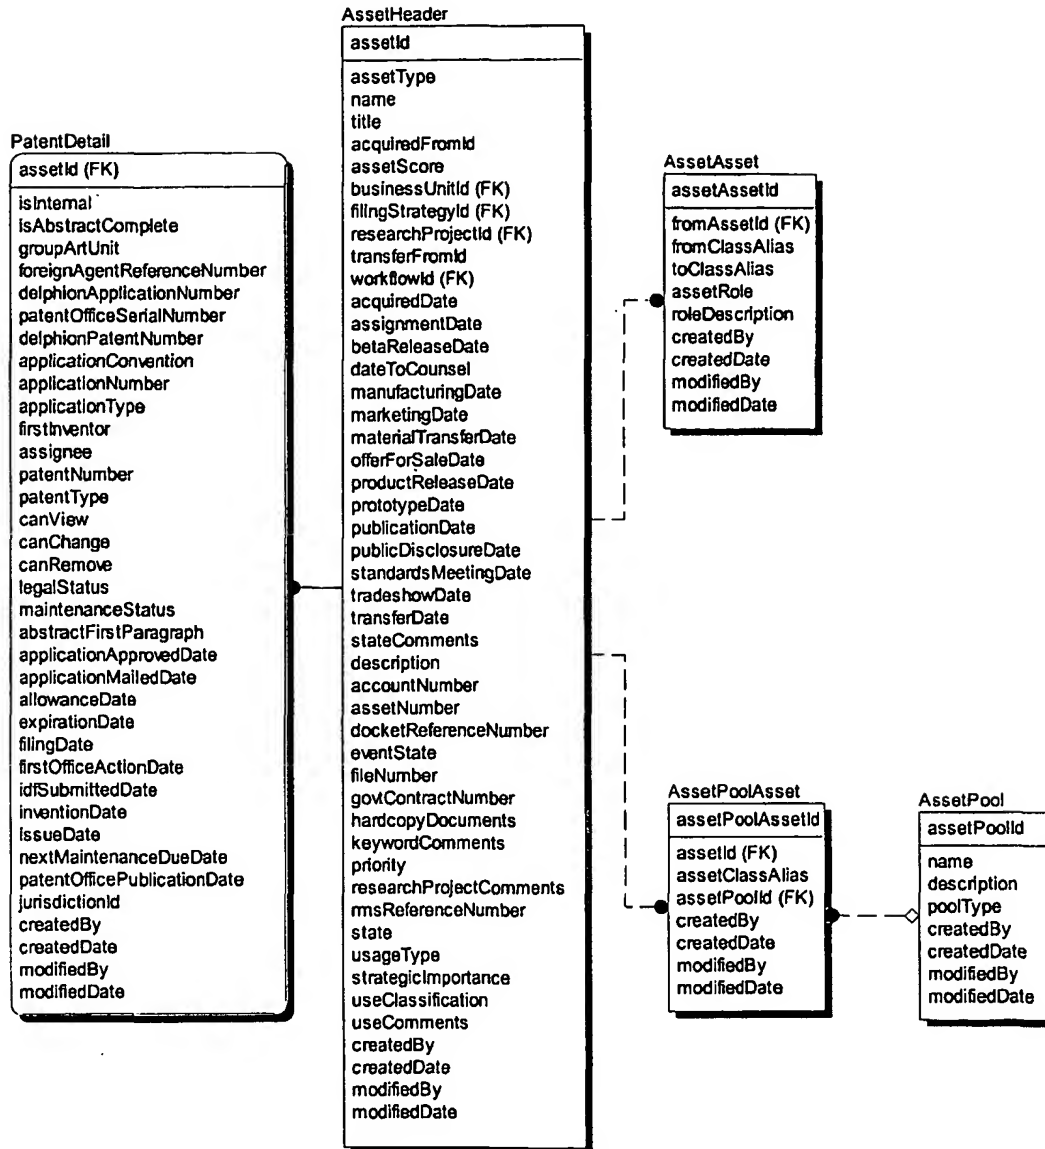 AssetHeader
assetId
assetType
name
title
acquiredFromId
assetScore
businessUnitId (FK)
filingStrategyId (FK)
researchProjectId (FK)
transferFromId
workflowId (FK)
acquiredDate
assignmentDate
betaReleaseDate
dateToCounsel
manufacturingDate
marketingDate
materialTransferDate
offerForSaleDate
productReleaseDate
prototypeDate
publicationDate
publicDisclosureDate
standardsMeetingDate
tradeshowDate
transferDate
stateComments
description
accountNumber
assetNumber
docketReferenceNumber
eventState
fileNumber
govtContractNumber
hardcopyDocuments
keywordComments
priority
researchProjectComments
rmsReferenceNumber
state
usageType
strategicImportance
useClassification
useComments
createdBy
createdDate
modifiedBy
modifiedDate
PatentDetail
assetId (FK)
isInternal
isAbstractComplete
groupArtUnit
foreignAgentReferenceNumber
delphionApplicationNumber
patentOfficeSerialNumber
delphionPatentNumber
applicationConvention
applicationNumber
applicationType
firstInventor
assignee
patentNumber
patentType
canView
canChange
canRemove
legalStatus
maintenanceStatus
abstractFirstParagraph
applicationApprovedDate
applicationMailedDate
allowanceDate
expirationDate
filingDate
firstOfficeActionDate
idfSubmittedDate
inventionDate
issueDate
nextMaintenanceDueDate
patentOfficePublicationDate
jurisdictionId
createdBy
createdDate
modifiedBy
modifiedDate
AssetAsset
assetAssetId
fromAssetId (FK)
fromClassAlias
toClassAlias
assetRole
roleDescription
createdBy
createdDate
modifiedBy
modifiedDate
AssetPoolAsset
assetPoolAssetId
assetId (FK)
assetClassAlias
assetPoolId (FK)
createdBy
createdDate
modifiedBy
modifiedDate
AssetPool
assetPoolId
name
description
poolType
createdBy
createdDate
modifiedBy
modifiedDate